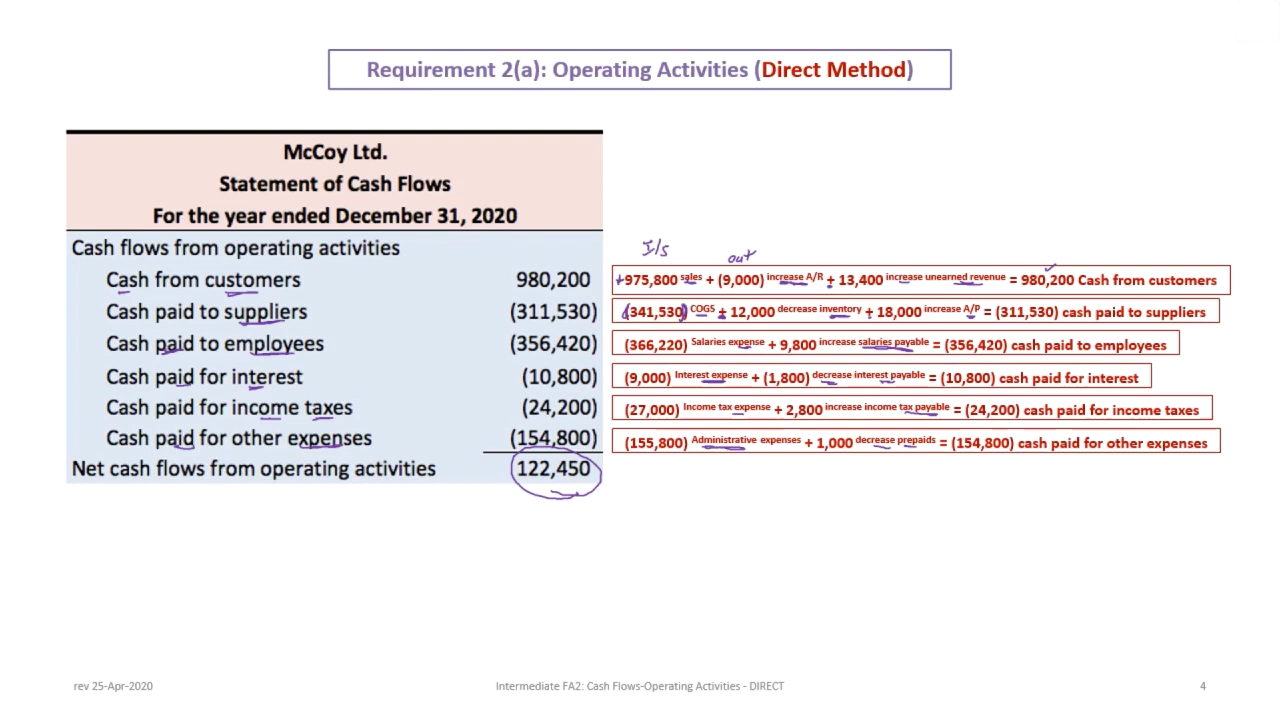 Requirement 2(a): Operating Activities (Direct Method)
McCoy Ltd.
Statement of Cash Flows
For the year ended December 31, 2020
Cash flows from operating activities
I/S
out
Cash from customers 980,200 +975,800 sales + (9,000) increase A/R + 13,400 increase unearned revenue = 980,200 Cash from customers
Cash paid to suppliers (311,530) (341,530) COGS + 12,000 decrease inventory + 18,000 increase A/P = (311,530) cash paid to suppliers
Cash paid to employees (356,420) (366,220) Salaries expense + 9,800 increase salaries payable = (356,420) cash paid to employees
Cash paid for interest (10,800) (9,000) Interest expense + (1,800) decrease interest payable = (10,800) cash paid for interest
Cash paid for income taxes (24,200) (27,000) Income tax expense + 2,800 increase income tax payable = (24,200) cash paid for income taxes
Cash paid for other expenses (154,800) (155,800) Administrative expenses + 1,000 decrease prepaids = (154,800) cash paid for other expenses
Net cash flows from operating activities 122,450
rev 25-Apr-2020 Intermediate FA2: Cash Flows-Operating Activities - DIRECT 4